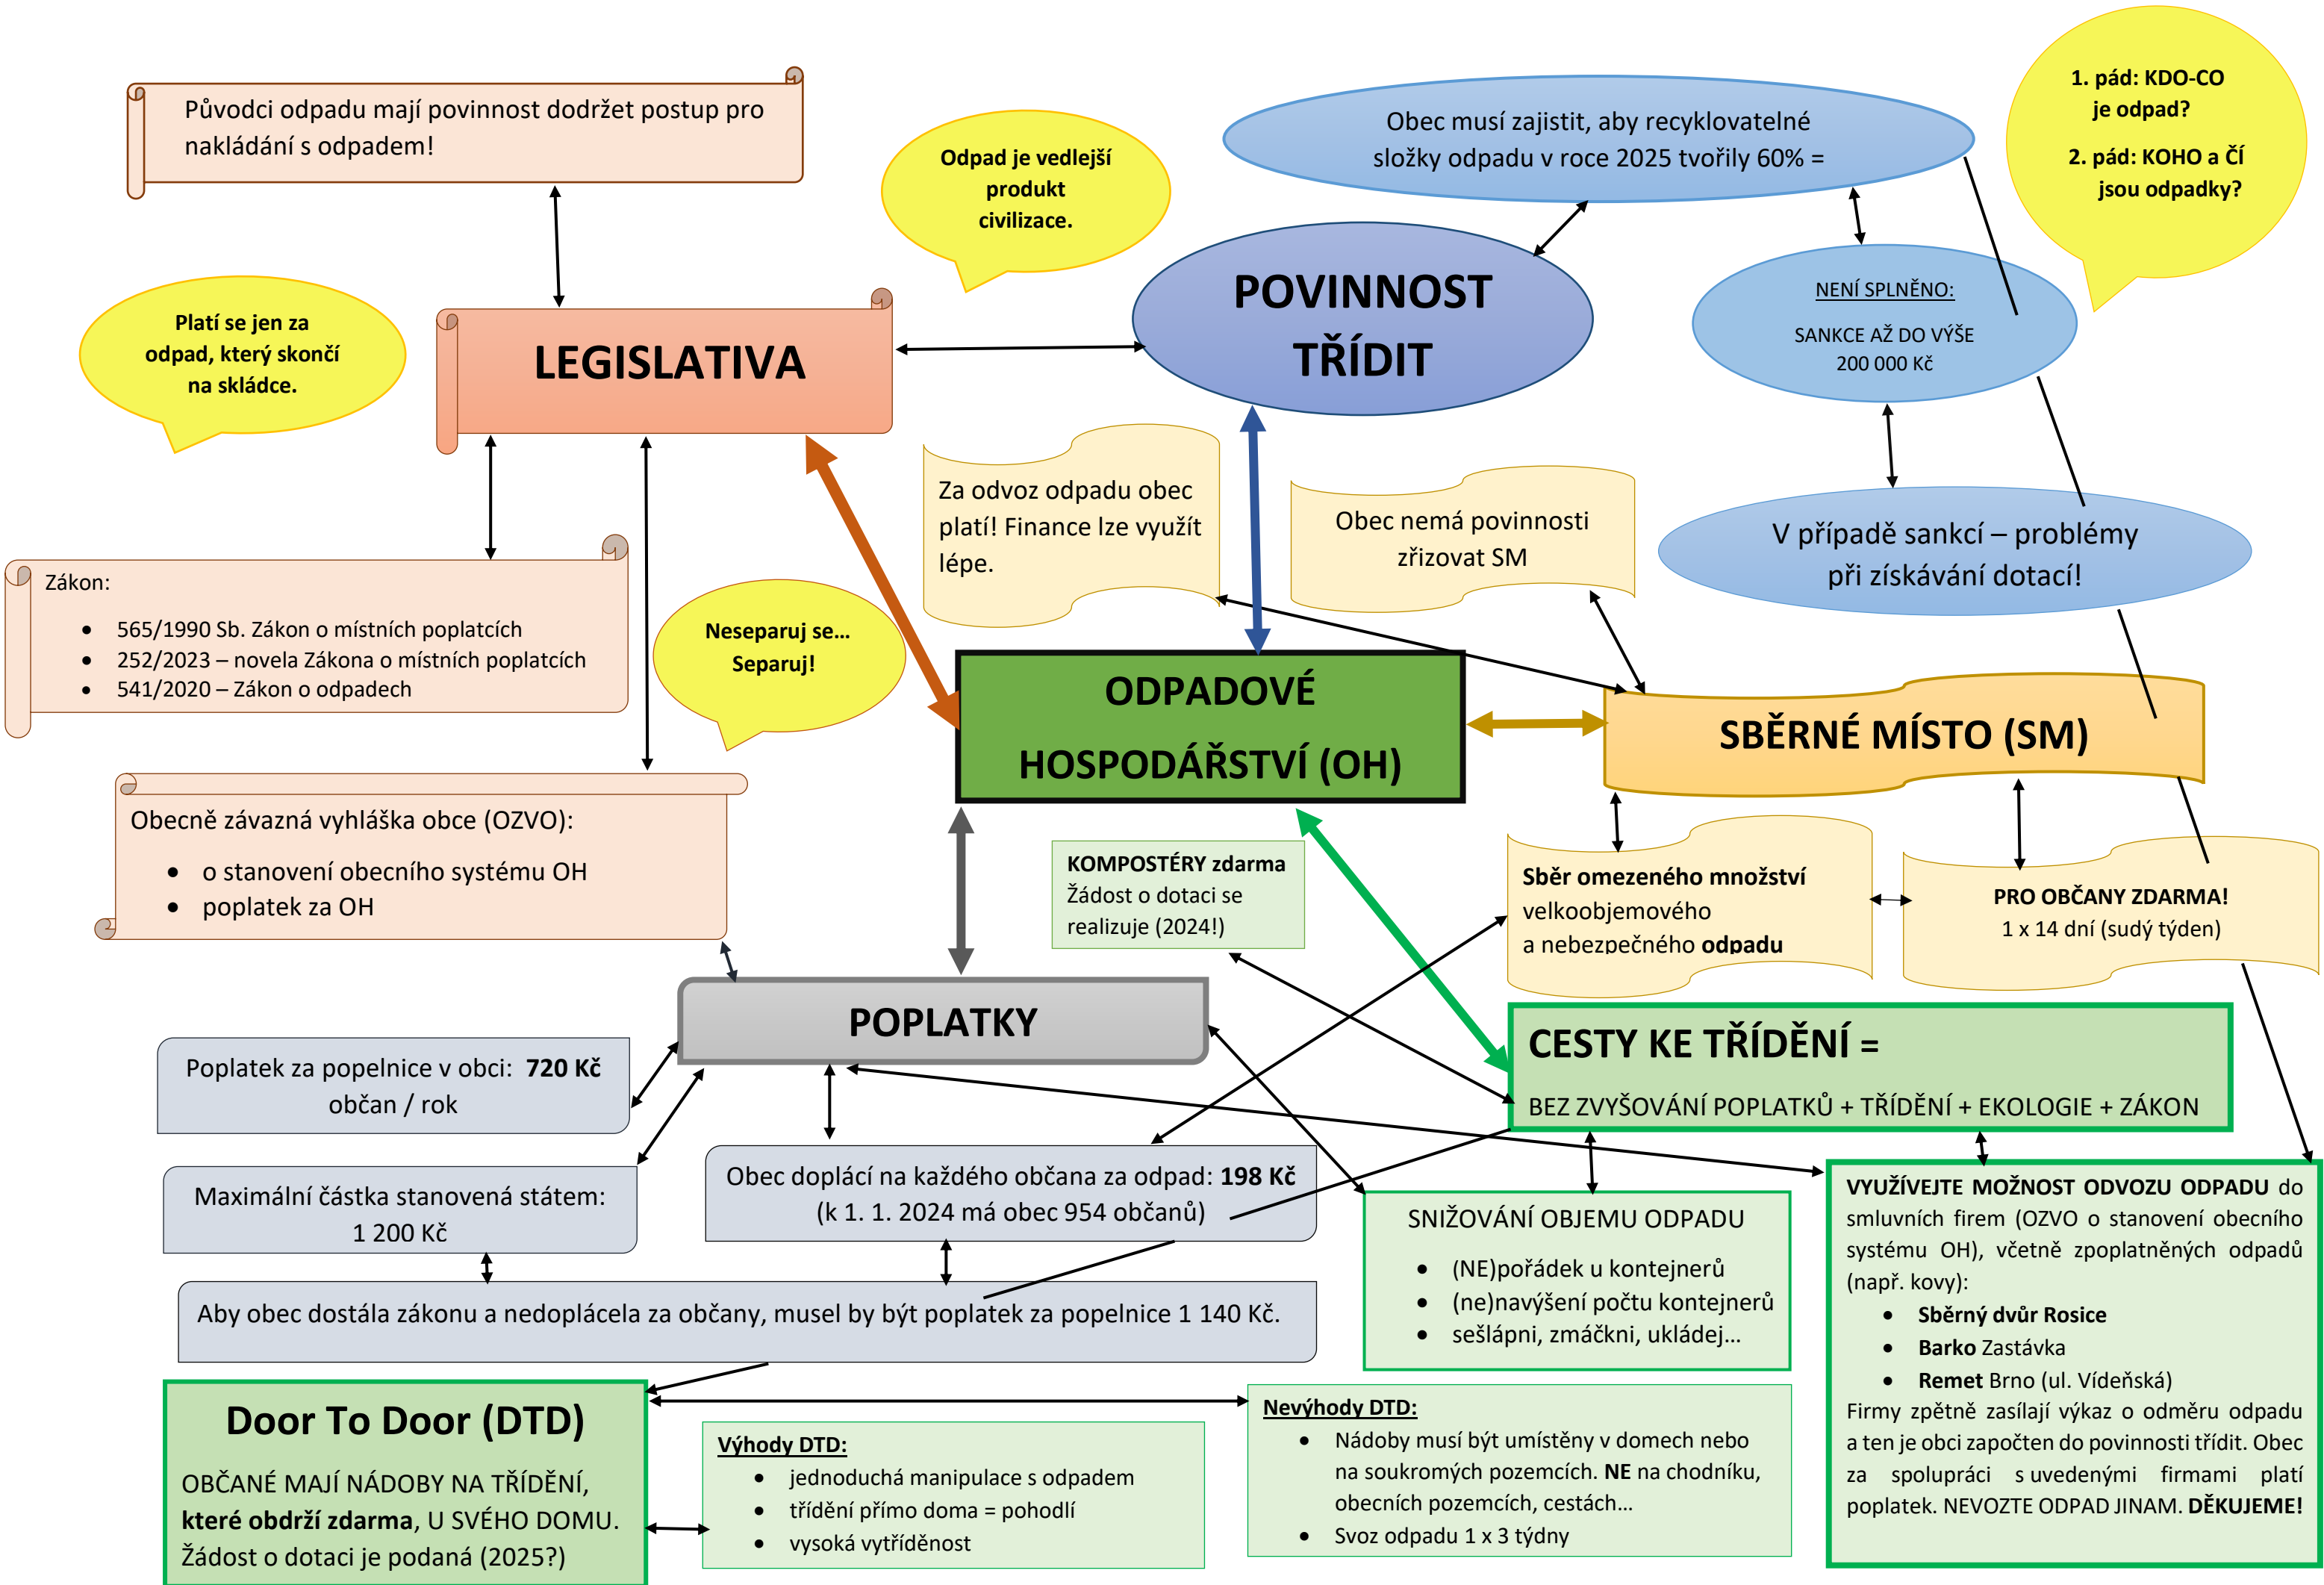 Původci odpadu mají povinnost dodržet postup pro
nakládání s odpadem!
Odpad je vedlejší
produkt
civilizace.
Obec musí zajistit, aby recyklovatelné
složky odpadu v roce 2025 tvořily 60% =
1. pád: KDO-CO
je odpad?
2. pád: KOHO a ČÍ
jsou odpadky?
Platí se jen za
odpad, který skončí
na skládce.
LEGISLATIVA
POVINNOST
TŘÍDIT
NENÍ SPLNĚNO:
SANKCE AŽ DO VÝŠE
200 000 Kč
Za odvoz odpadu obec
platí! Finance lze využít
lépe.
Obec nemá povinnosti
zřizovat SM
V případě sankcí – problémy
při získávání dotací!
Zákon:
• 565/1990 Sb. Zákon o místních poplatcích
• 252/2023 – novela Zákona o místních poplatcích
• 541/2020 – Zákon o odpadech
Neseparuj se…
Separuj!
ODPADOVÉ
HOSPODÁŘSTVÍ (OH)
SBĚRNÉ MÍSTO (SM)
Obecně závazná vyhláška obce (OZVO):
• o stanovení obecního systému OH
• poplatek za OH
KOMPOSTÉRY zdarma
Žádost o dotaci se
realizuje (2024!)
Sběr omezeného množství
velkoobjemového
a nebezpečného odpadu
PRO OBČANY ZDARMA!
1 x 14 dní (sudý týden)
POPLATKY
CESTY KE TŘÍDĚNÍ =
BEZ ZVYŠOVÁNÍ POPLATKŮ + TŘÍDĚNÍ + EKOLOGIE + ZÁKON
Poplatek za popelnice v obci: 720 Kč
občan / rok
Maximální částka stanovená státem:
1 200 Kč
Obec doplácí na každého občana za odpad: 198 Kč
(k 1. 1. 2024 má obec 954 občanů)
Aby obec dostála zákonu a nedoplácela za občany, musel by být poplatek za popelnice 1 140 Kč.
SNIŽOVÁNÍ OBJEMU ODPADU
• (NE)pořádek u kontejnerů
• (ne)navýšení počtu kontejnerů
• sešlápni, zmáčkni, ukládej…
VYUŽÍVEJTE MOŽNOST ODVOZU ODPADU do
smluvních firem (OZVO o stanovení obecního
systému OH), včetně zpoplatněných odpadů
(např. kovy):
• Sběrný dvůr Rosice
• Barko Zastávka
• Remet Brno (ul. Vídeňská)
Firmy zpětně zasílají výkaz o odměru odpadu
a ten je obci započten do povinnosti třídit. Obec
za spolupráci s uvedenými firmami platí
poplatek. NEVOZTE ODPAD JINAM. DĚKUJEME!
Door To Door (DTD)
OBČANÉ MAJÍ NÁDOBY NA TŘÍDĚNÍ,
které obdrží zdarma, U SVÉHO DOMU.
Žádost o dotaci je podaná (2025?)
Výhody DTD:
• jednoduchá manipulace s odpadem
• třídění přímo doma = pohodlí
• vysoká vytříděnost
Nevýhody DTD:
• Nádoby musí být umístěny v domech nebo
na soukromých pozemcích. NE na chodníku,
obecních pozemcích, cestách…
• Svoz odpadu 1 x 3 týdny